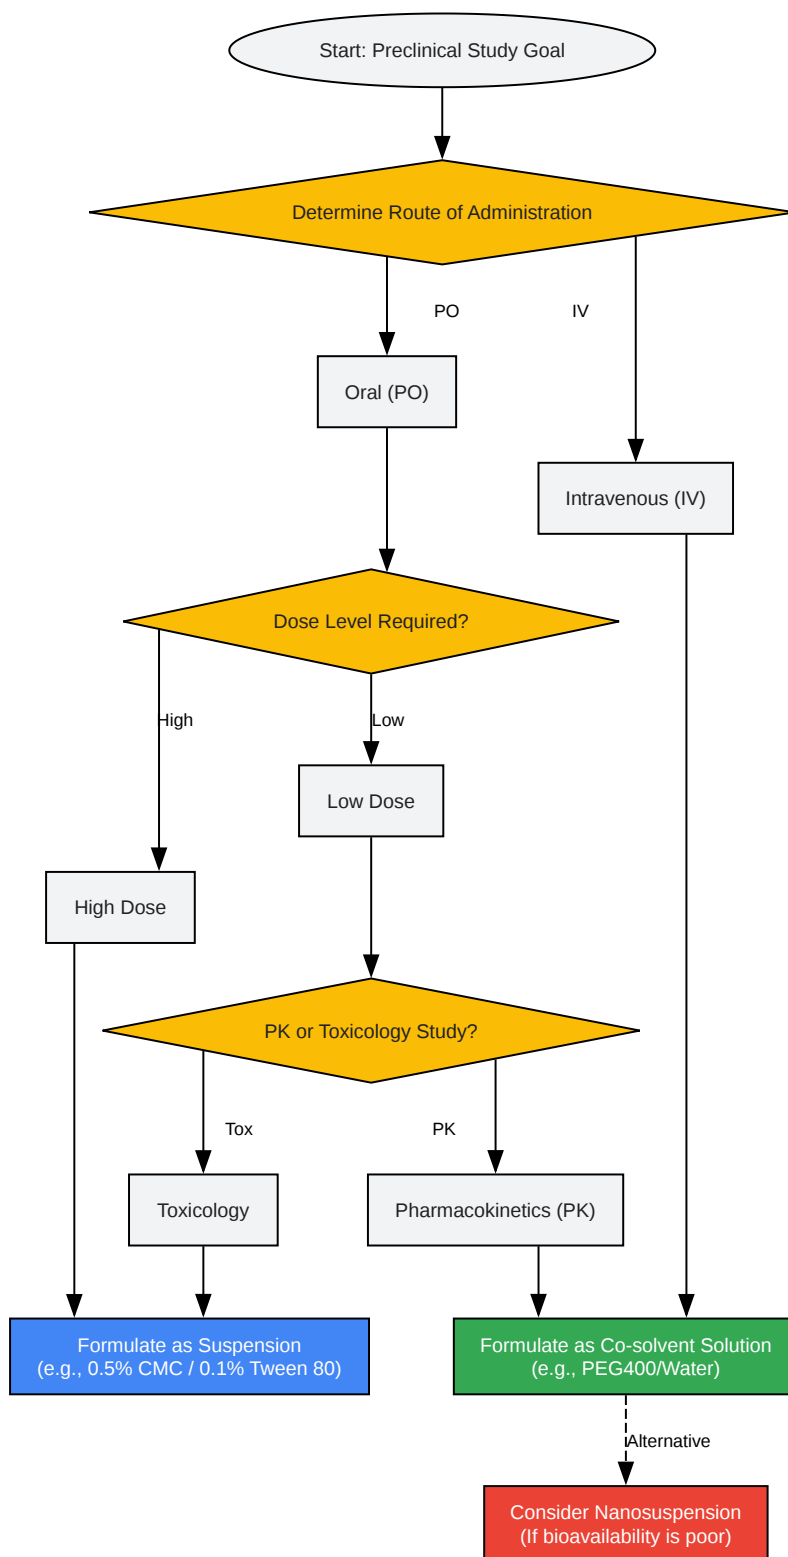 Start: Preclinical Study Goal
Determine Route of Administration
PO
IV
Oral (PO)
Intravenous (IV)
Dose Level Required?
High
Low
Low Dose
High Dose
PK or Toxicology Study?
Tox
PK
Toxicology
Pharmacokinetics (PK)
Formulate as Suspension
(e.g., 0.5% CMC / 0.1% Tween 80)
Formulate as Co-solvent Solution
(e.g., PEG400/Water)
Alternative
Consider Nanosuspension
(If bioavailability is poor)